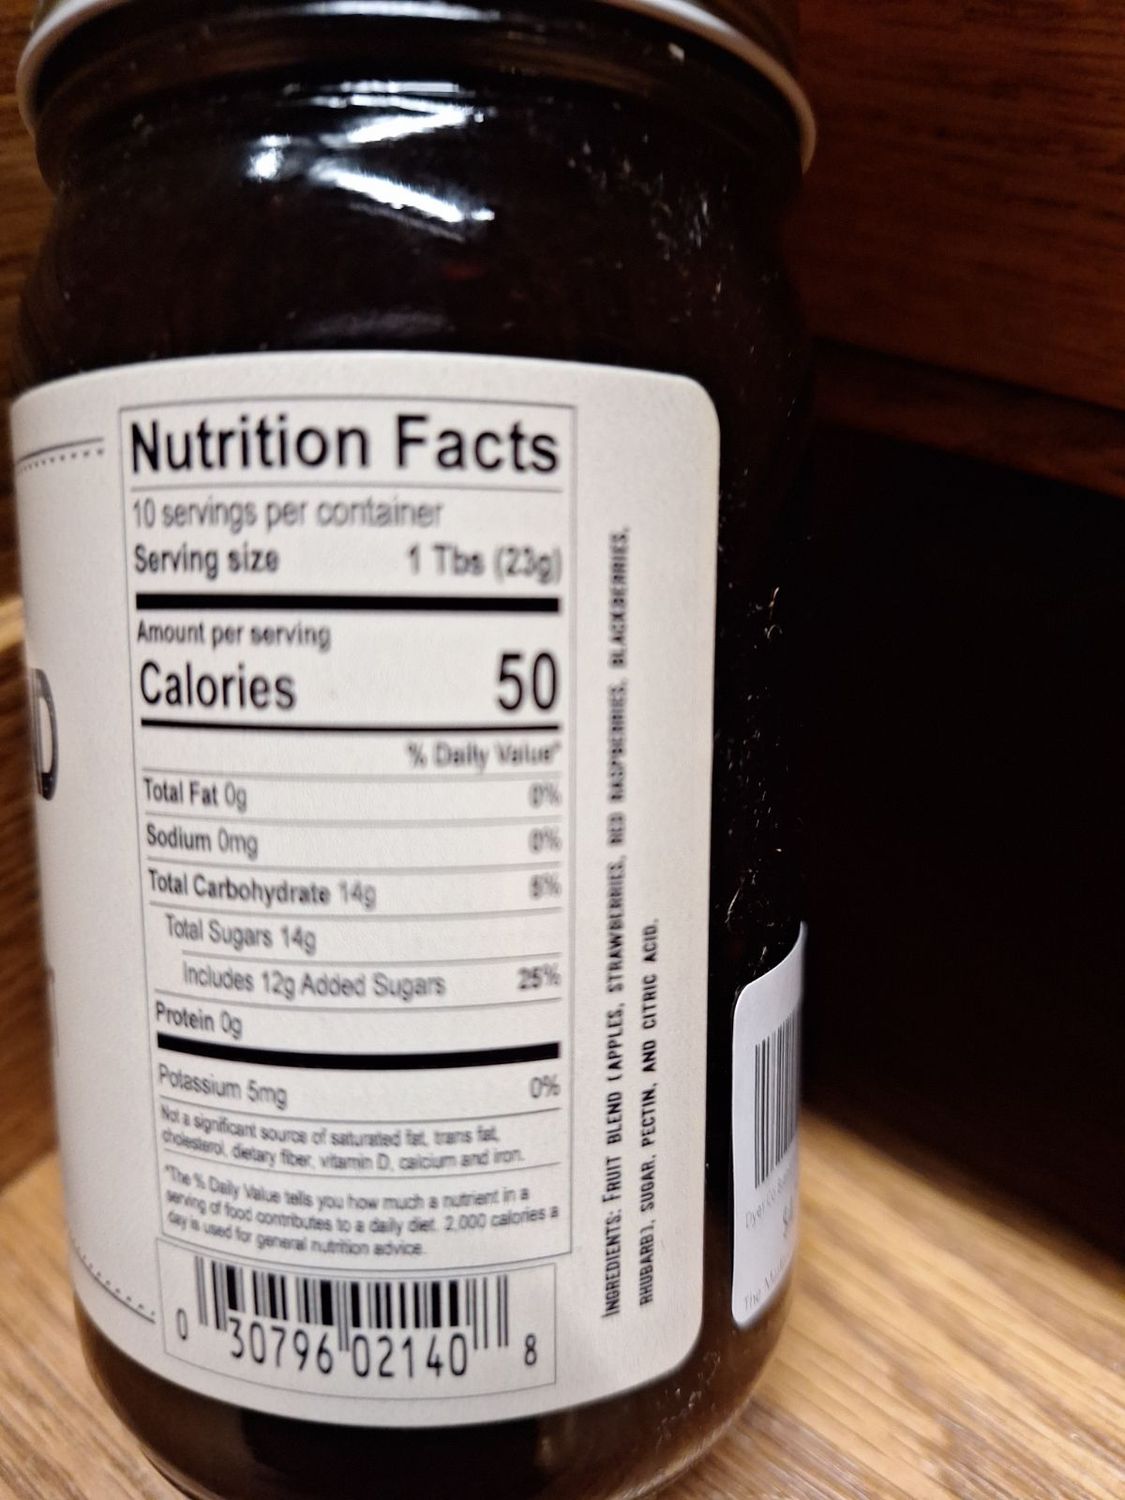 Nutrition Facts
10 servings per container
Serving size 1 Tbs (23g)
Amount per serving
Calories 50
% Daily Value*
Total Fat 0g 0%
Sodium 0mg 0%
Total Carbohydrate 14g 5%
Total Sugars 14g
Includes 12g Added Sugars 25%
Protein 0g
Potassium 5mg 0%
Not a significant source of saturated fat, trans fat,
cholesterol, dietary fiber, vitamin D, calcium and iron.
*The % Daily Value tells you how much a nutrient in a
serving of food contributes to a daily diet. 2,000 calories a
day is used for general nutrition advice.
0 30796 02140 8
INGREDIENTS: FRUIT BLEND (APPLES, STRAWBERRIES, RED RASPBERRIES, BLACKBERRIES,
RHUBARB), SUGAR, PECTIN, AND CITRIC ACID.